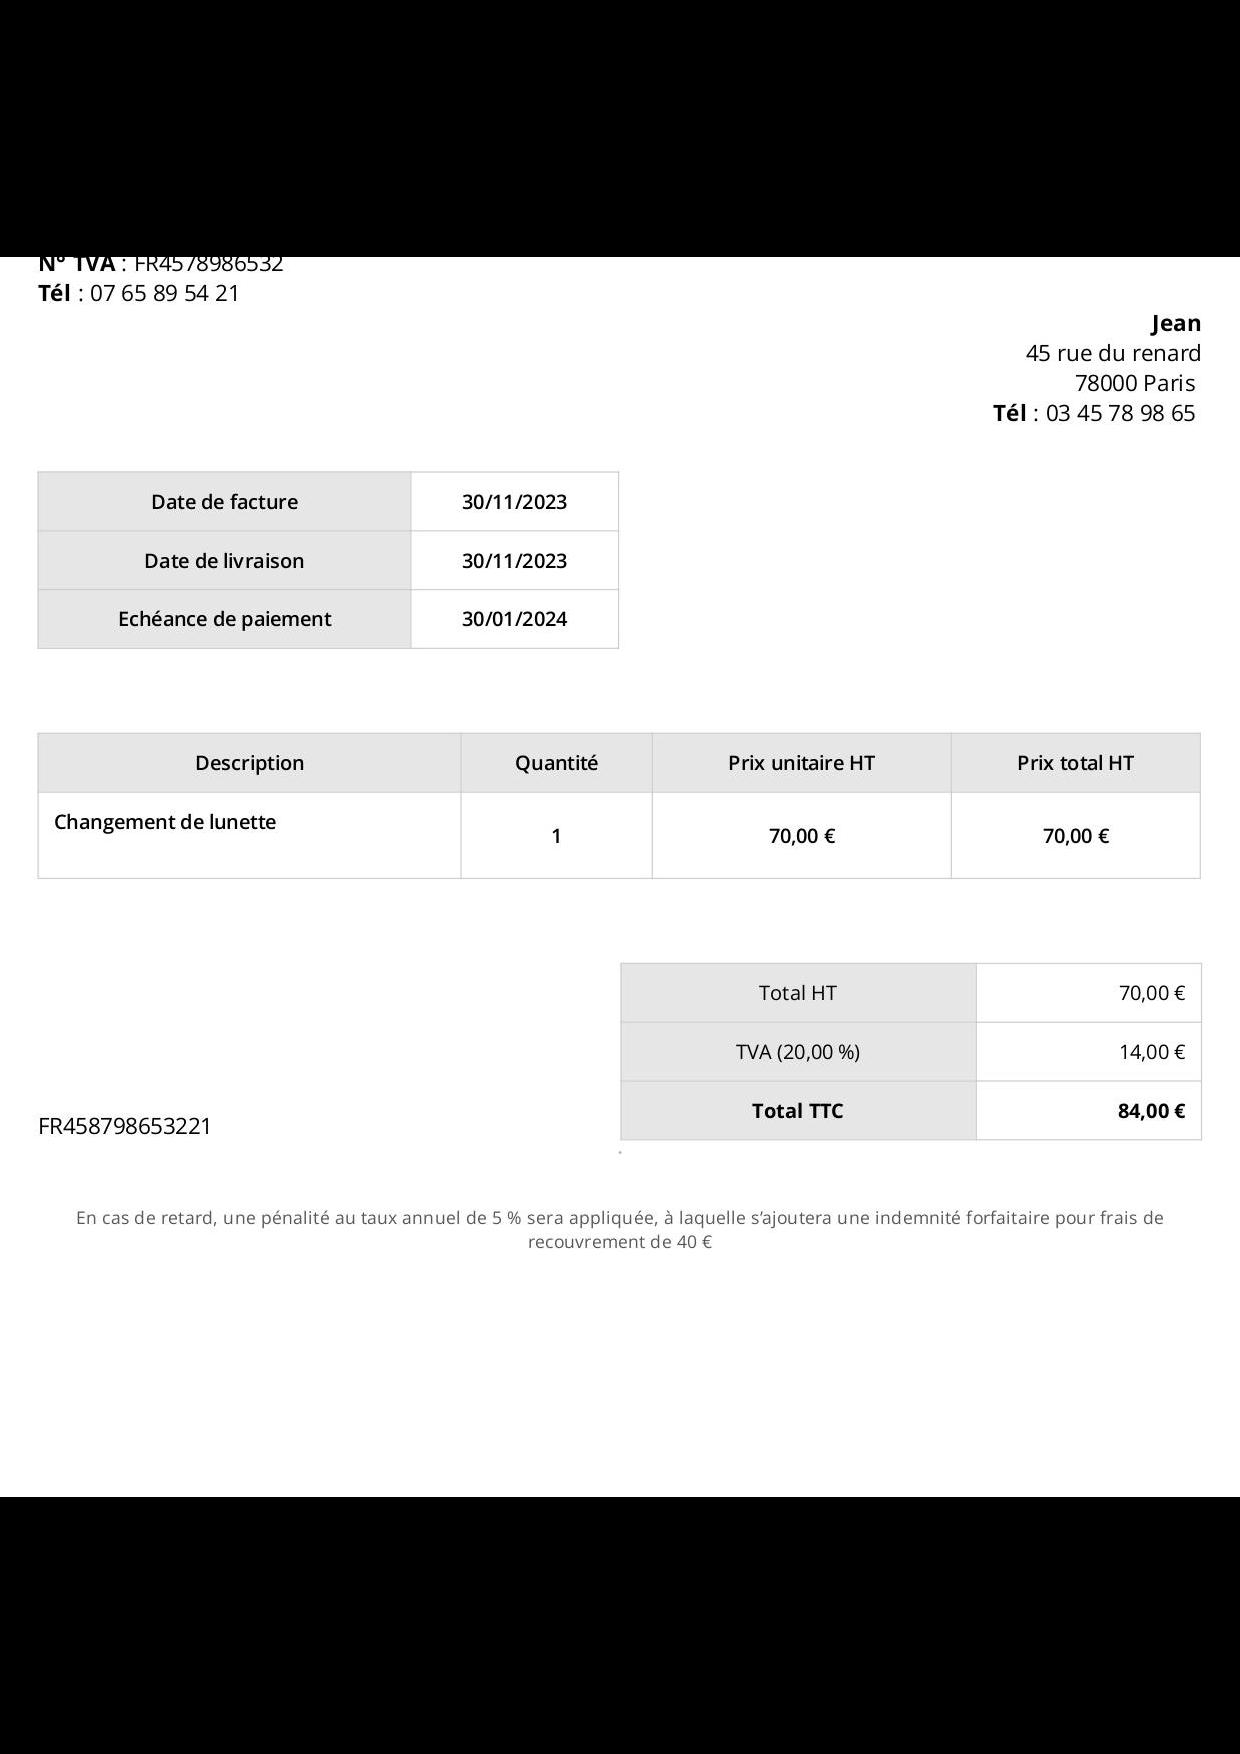 N° TVA : FR4578986532
Tél : 07 65 89 54 21
Jean
45 rue du renard
78000 Paris
Tél : 03 45 78 98 65
Date de facture 30/11/2023
Date de livraison 30/11/2023
Echéance de paiement 30/01/2024
Description Quantité Prix unitaire HT Prix total HT
Changement de lunette 1 70,00 € 70,00 €
Total HT 70,00 €
TVA (20,00 %) 14,00 €
Total TTC 84,00 €
FR458798653221
En cas de retard, une pénalité au taux annuel de 5 % sera appliquée, à laquelle s’ajoutera une indemnité forfaitaire pour frais de
recouvrement de 40 €